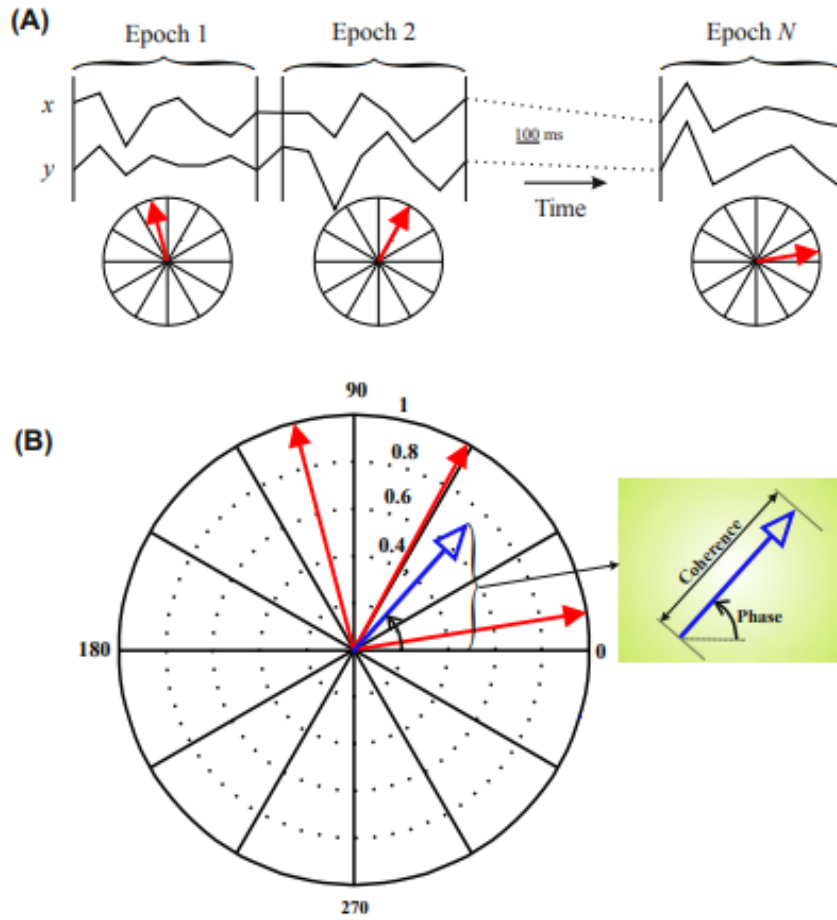 (A)
Epoch 1
Epoch 2
Epoch N
x
y
100 ms
Time
(B)
90
1
0.8
0.6
0.4
180
0
270
Coherence
Phase